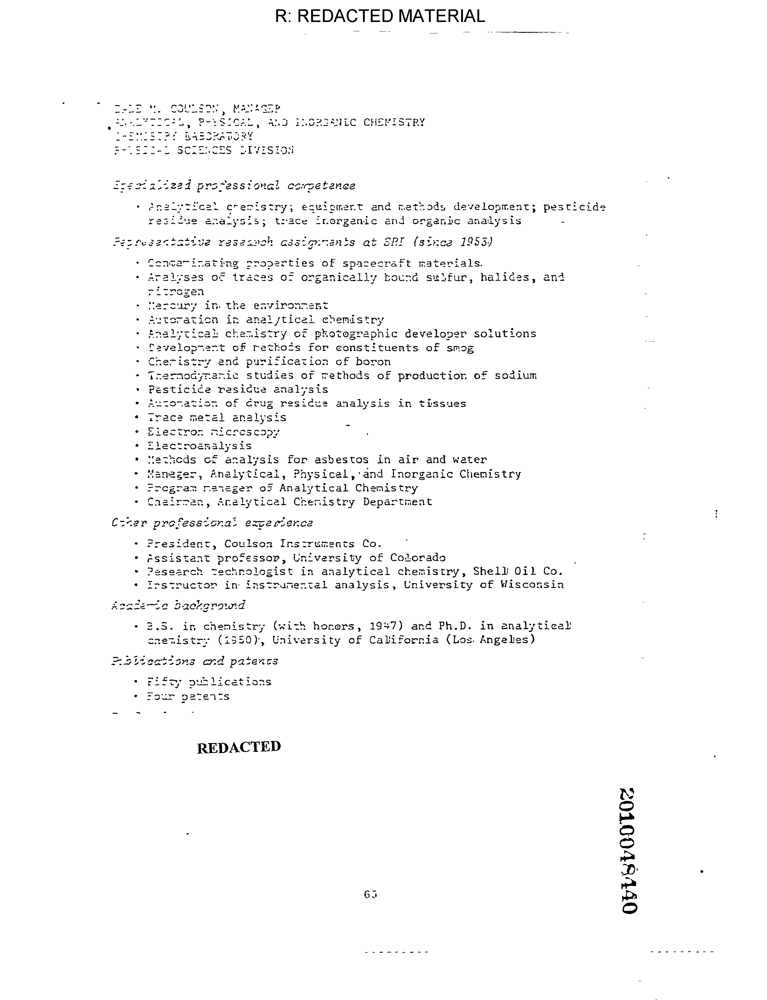 R: REDACTED MATERIAL
DALE M. COULSON, MANAGER
ANALYTICAL, PHYSICAL, AND INORGANIC CHEMISTRY
CHEMISTRY LABORATORY
PHYSICAL SCIENCES DIVISION
Specialized professional competence
• Analytical chemistry; equipment and methods development; pesticide
residue analysis; trace inorganic and organic analysis
Representative research assignments at SRI (since 1953)
• Contaminating properties of spacecraft materials.
• Analyses of traces of organically bound sulfur, halides, and
nitrogen
• Mercury in the environment
• Automation in analytical chemistry
• Analytical chemistry of photographic developer solutions
• Development of methods for constituents of smog
• Chemistry and purification of boron
• Thermodynamic studies of methods of production of sodium
• Pesticide residue analysis
• Automation of drug residue analysis in tissues
• Trace metal analysis
• Electron microscopy
• Electroanalysis
• Methods of analysis for asbestos in air and water
• Manager, Analytical, Physical, and Inorganic Chemistry
• Program manager of Analytical Chemistry
• Chairman, Analytical Chemistry Department
Other professional experience
• President, Coulson Instruments Co.
• Assistant professor, University of Colorado
• Research technologist in analytical chemistry, Shell Oil Co.
• Instructor in instrumental analysis, University of Wisconsin
Academic background
• B.S. in chemistry (with honors, 1947) and Ph.D. in analytical
chemistry (1950), University of California (Los Angeles)
Publications and patents
• Fifty publications
• Four patents
REDACTED
2010048440
65